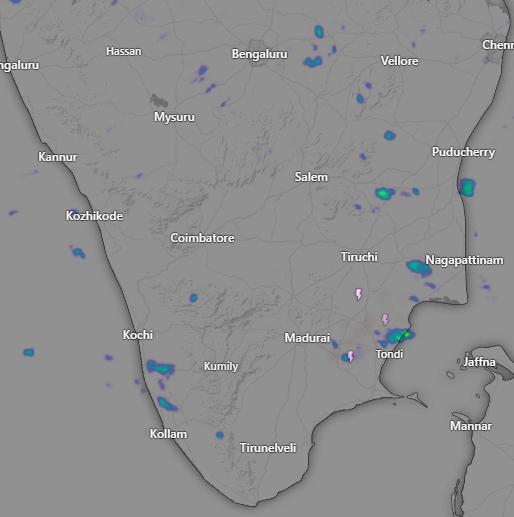 Hassan
Bengaluru
Chenn
ngaluru
Vellore
Mysuru
Kannur
Puducherry
Salem
Kozhikode
Coimbatore
Tiruchi
Nagapattinam
Kochi
Madurai
Tondi
Kumily
Jaffna
Mannar
Kollam
Tirunelveli